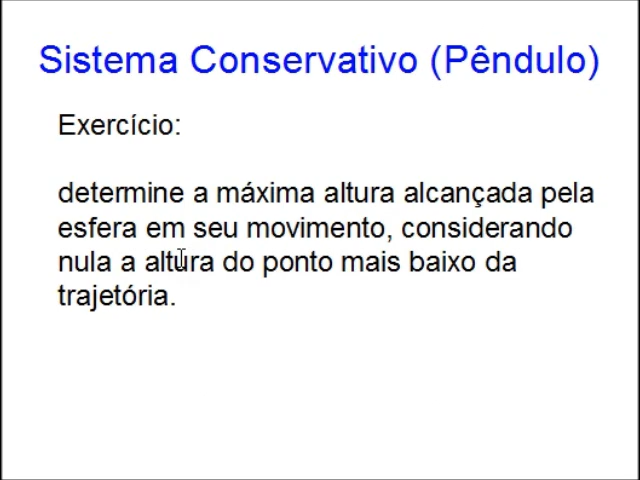 Sistema Conservativo (Pêndulo)
Exercício:
determine a máxima altura alcançada pela
esfera em seu movimento, considerando
nula a altura do ponto mais baixo da
trajetória.